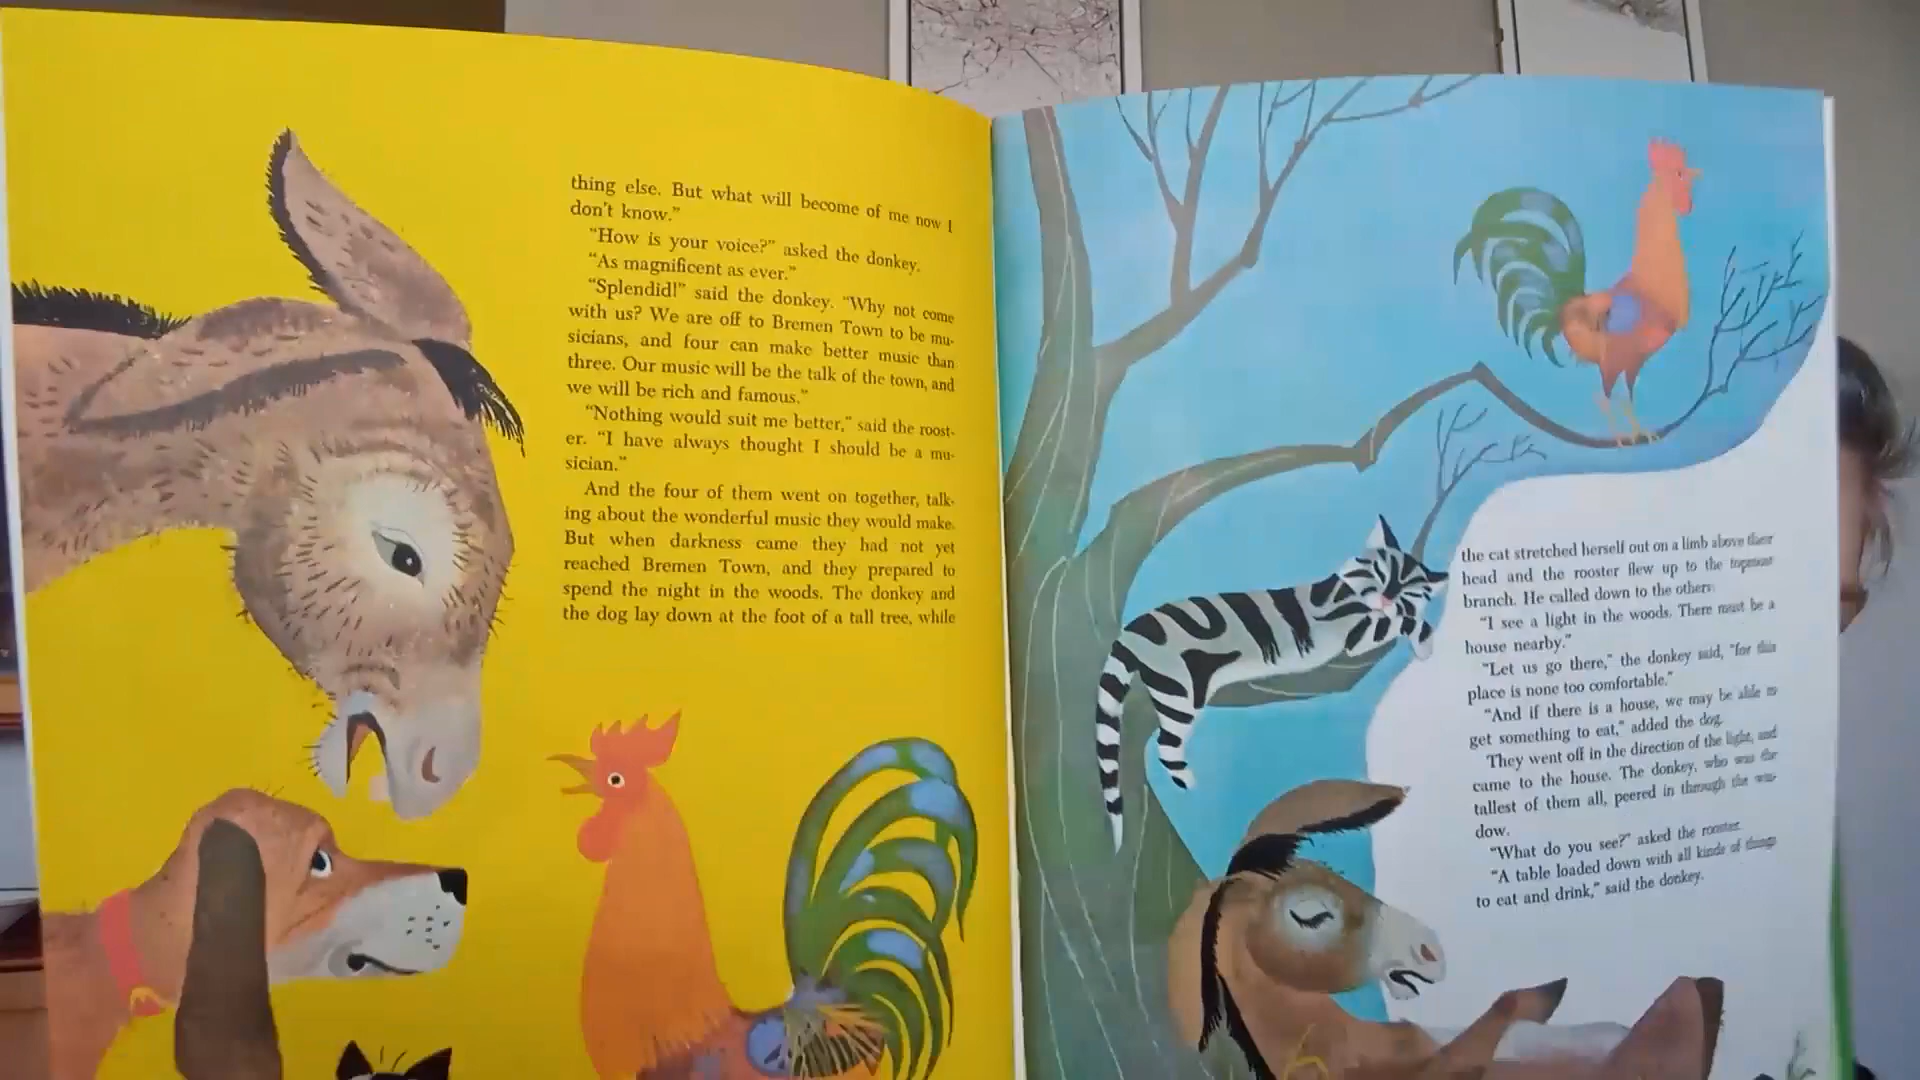 thing else. But what will become of me now I
don't know."
"How is your voice?" asked the donkey.
"As magnificent as ever."
"Splendid!" said the donkey. "Why not come
with us? We are off to Bremen Town to be mu-
sicians, and four can make better music than
three. Our music will be the talk of the town, and
we will be rich and famous."
"Nothing would suit me better," said the roost-
er. "I have always thought I should be a mu-
sician."
And the four of them went on together, talk-
ing about the wonderful music they would make.
But when darkness came they had not yet
reached Bremen Town, and they prepared to
spend the night in the woods. The donkey and
the dog lay down at the foot of a tall tree, while
the cat stretched herself out on a limb above their
head and the rooster flew up to the topmost
branch. He called down to the others:
"I see a light in the woods. There must be a
house nearby."
"Let us go there," the donkey said, "for this
place is none too comfortable."
"And if there is a house, we may be able to
get something to eat," added the dog.
They went off in the direction of the light, and
came to the house. The donkey, who was the
tallest of them all, peered in through the win-
dow.
"What do you see?" asked the rooster.
"A table loaded down with all kinds of things
to eat and drink," said the donkey.